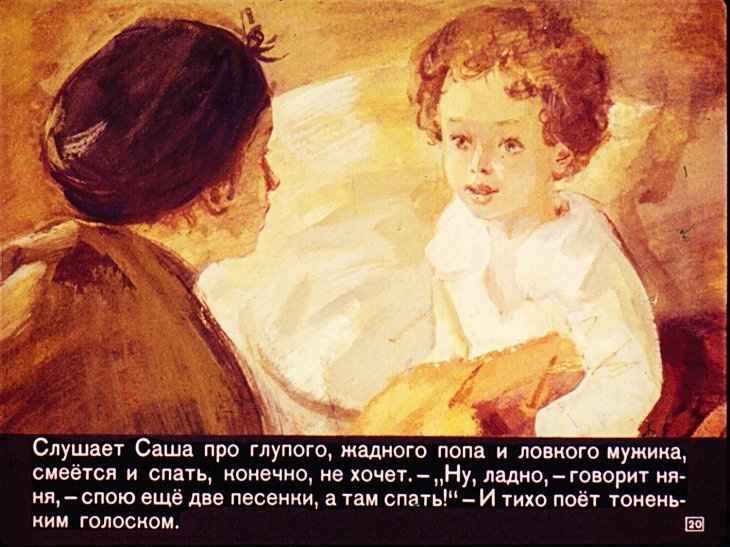 Слушает Саша про глупого, жадного попа и ловкого мужика,
смеётся и спать, конечно, не хочет. – „Ну, ладно, – говорит ня-
ня, – спою ещё две песенки, а там спать!“ – И тихо поёт тонень-
ким голоском.
20